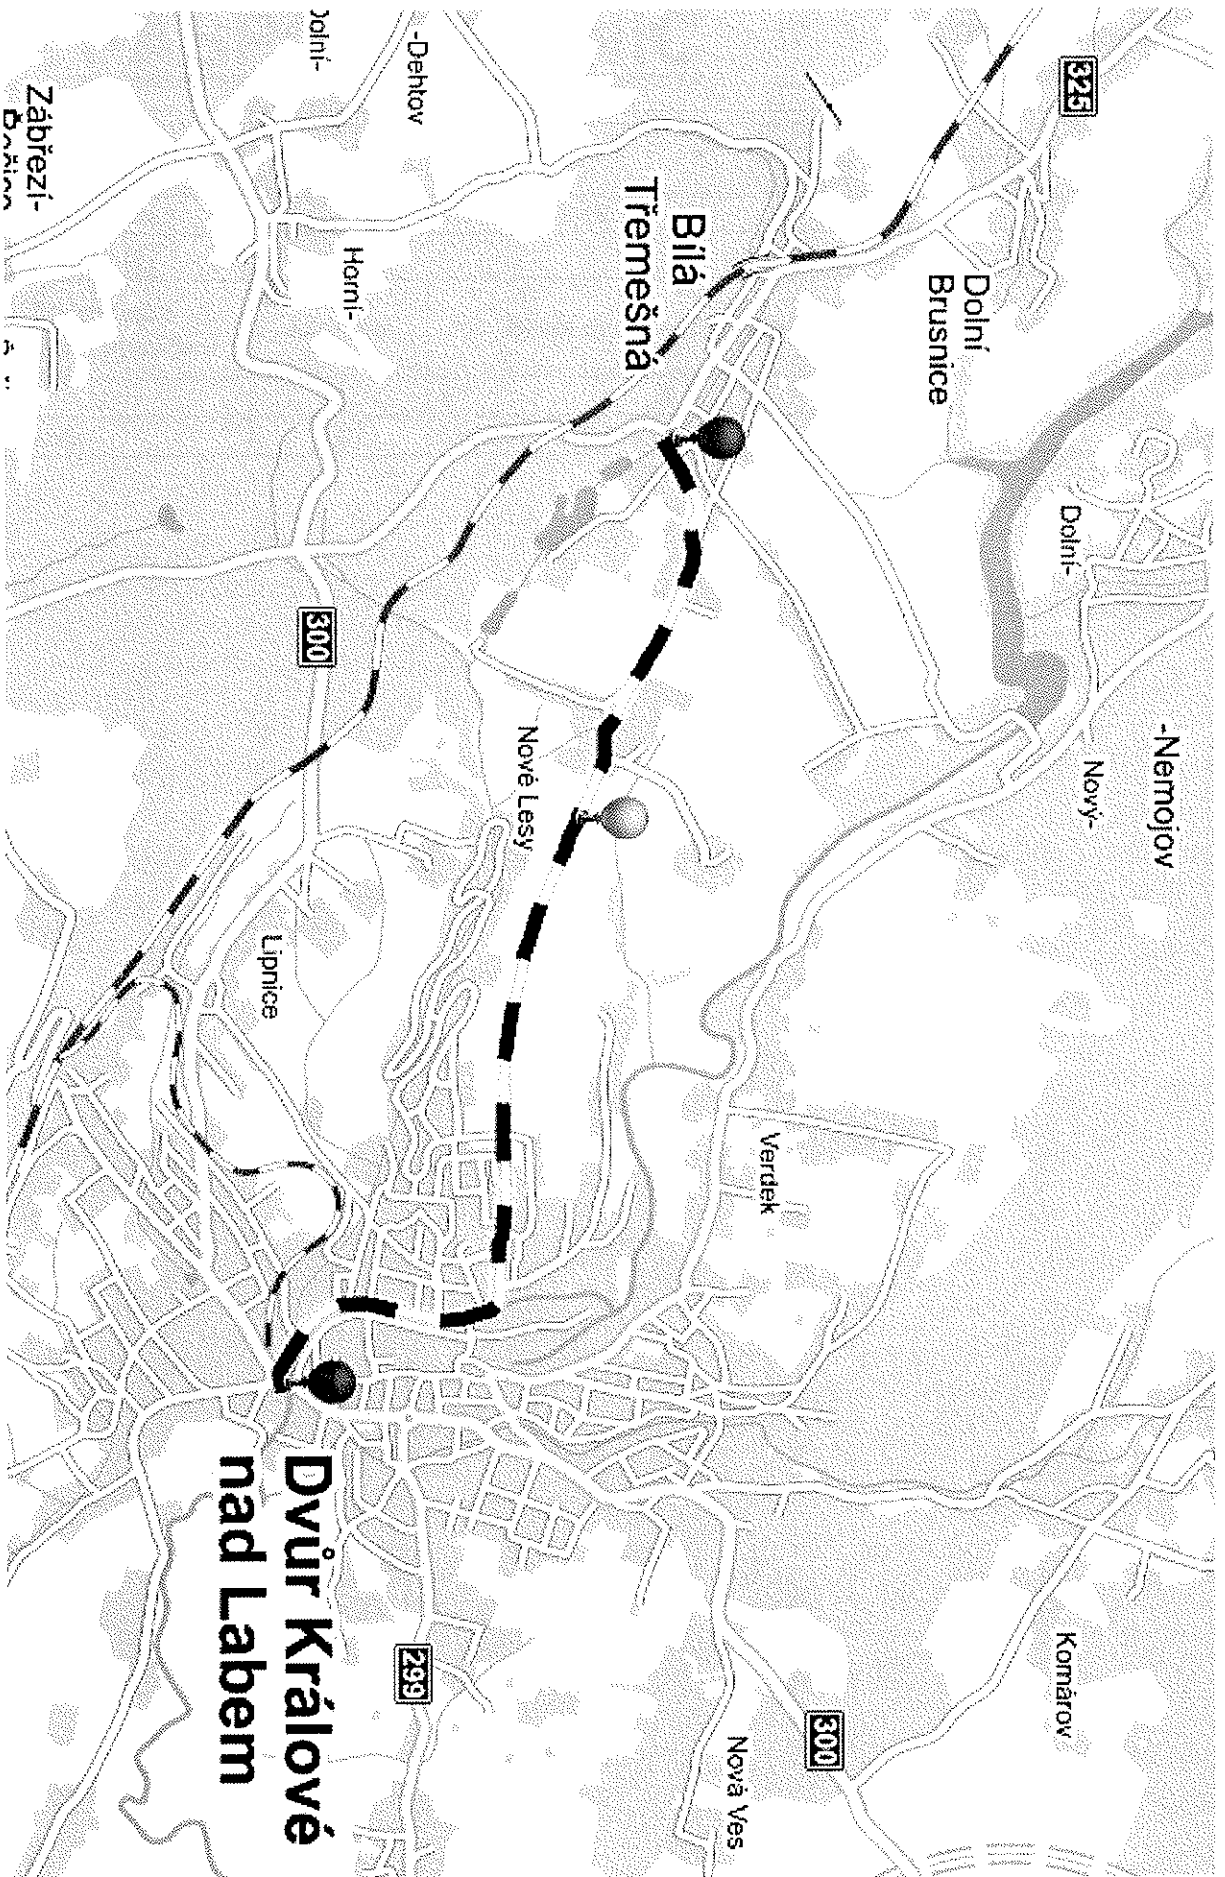 -Nemojov
325
Dolní-
Nový-
Komárov
Dolní
Brusnice
300
Verdek
Nová Ves
Bílá
Třemešná
Nové Lesy
-Dehtov
299
Horní-
Dolní-
300
Dvůr Králové
nad Labem
Lipnice
Zábřezí-